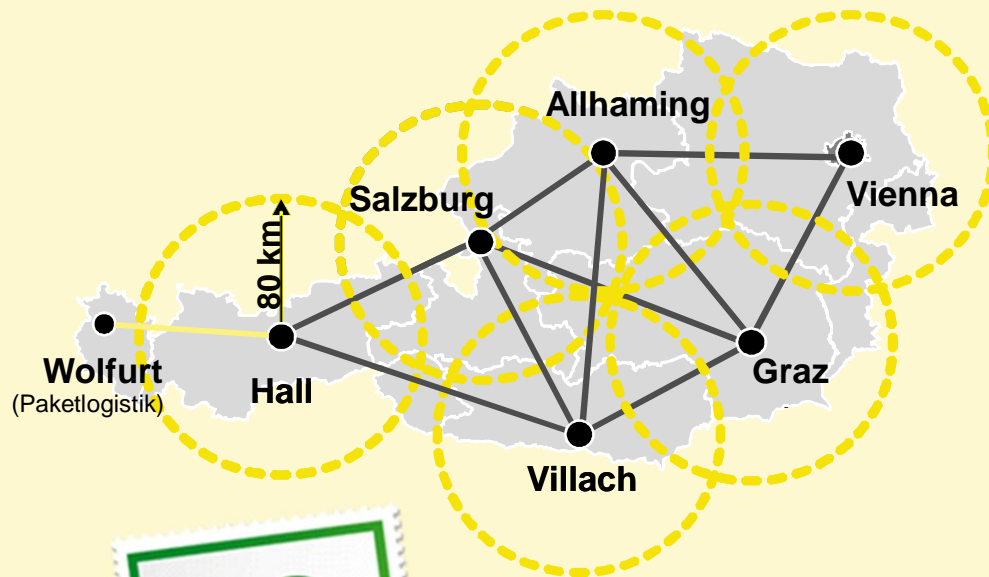 Allhaming
Vienna
Salzburg
80 km
Wolfurt
(Paketlogistik)
Hall
Graz
Villach